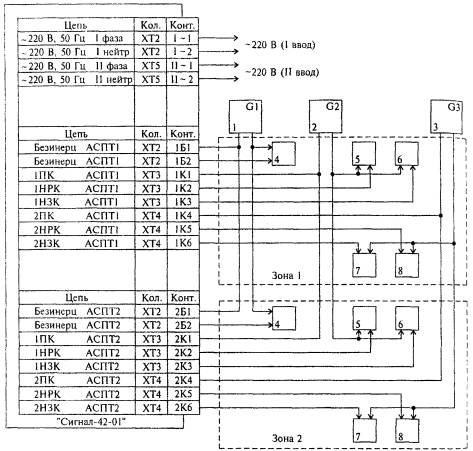 Цепь Кол. Конт.
~220 В, 50 Гц I фаза XT2 I ~ 1
~220 В, 50 Гц I нейтр XT2 I ~ 2
~220 В, 50 Гц II фаза XT5 II ~ 1
~220 В, 50 Гц II нейтр XT5 II ~ 2
~220 В (I ввод)
~220 В (II ввод)
G1
1
G2
2
G3
3
Цепь Кол. Конт.
Безинерц АСПТ1 XT2 1Б1
Безинерц АСПТ1 XT2 1Б2
1ПК АСПТ1 XT3 1К1
1НРК АСПТ1 XT3 1К2
1НЗК АСПТ1 XT3 1К3
2ПК АСПТ1 XT4 1К4
2НРК АСПТ1 XT4 1К5
2НЗК АСПТ1 XT4 1К6
4
5
6
7
8
Зона 1
Цепь Кол. Конт.
Безинерц АСПТ2 XT2 2Б1
Безинерц АСПТ2 XT2 2Б2
1ПК АСПТ2 XT3 2К1
1НРК АСПТ2 XT3 2К2
1НЗК АСПТ2 XT3 2К3
2ПК АСПТ2 XT4 2К4
2НРК АСПТ2 XT4 2К5
2НЗК АСПТ2 XT4 2К6
"Сигнал-42-01"
4
5
6
7
8
Зона 2